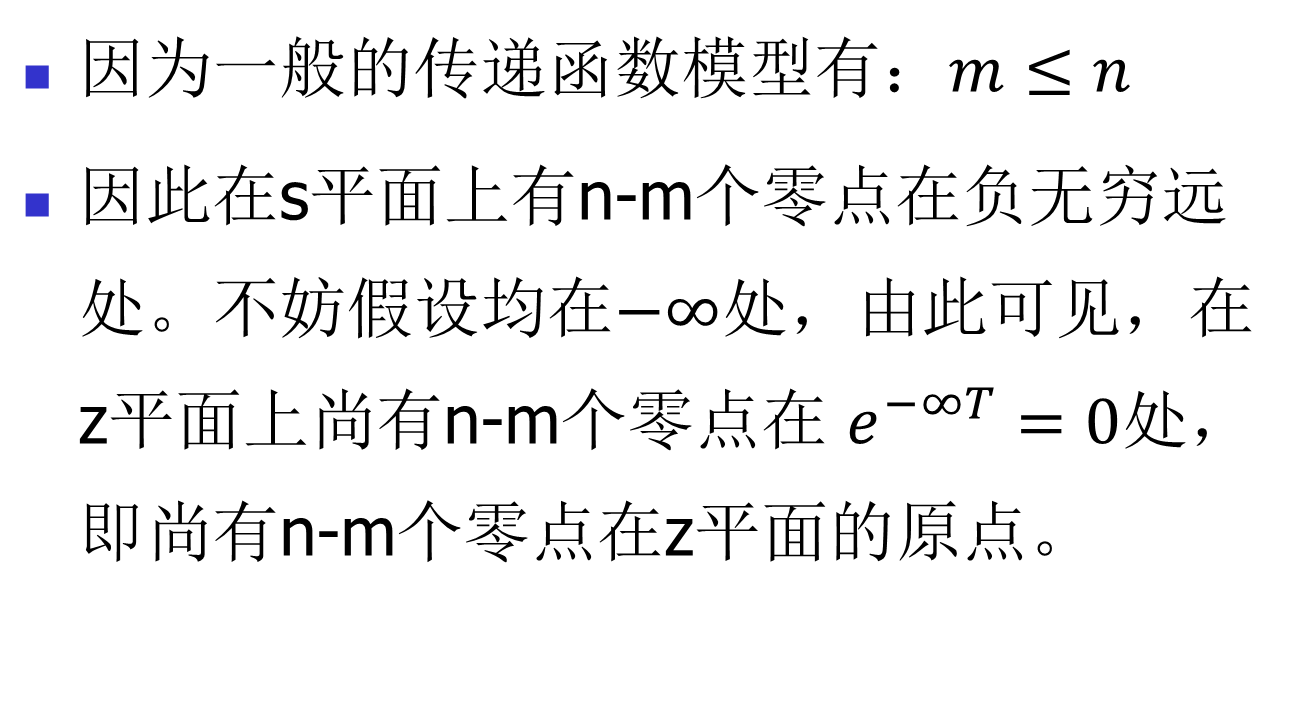 因为一般的传递函数模型有：m ≤ n
因此在s平面上有n-m个零点在负无穷远
处。不妨假设均在−∞处，由此可见，在
z平面上尚有n-m个零点在 e^{−∞T} = 0处，
即尚有n-m个零点在z平面的原点。